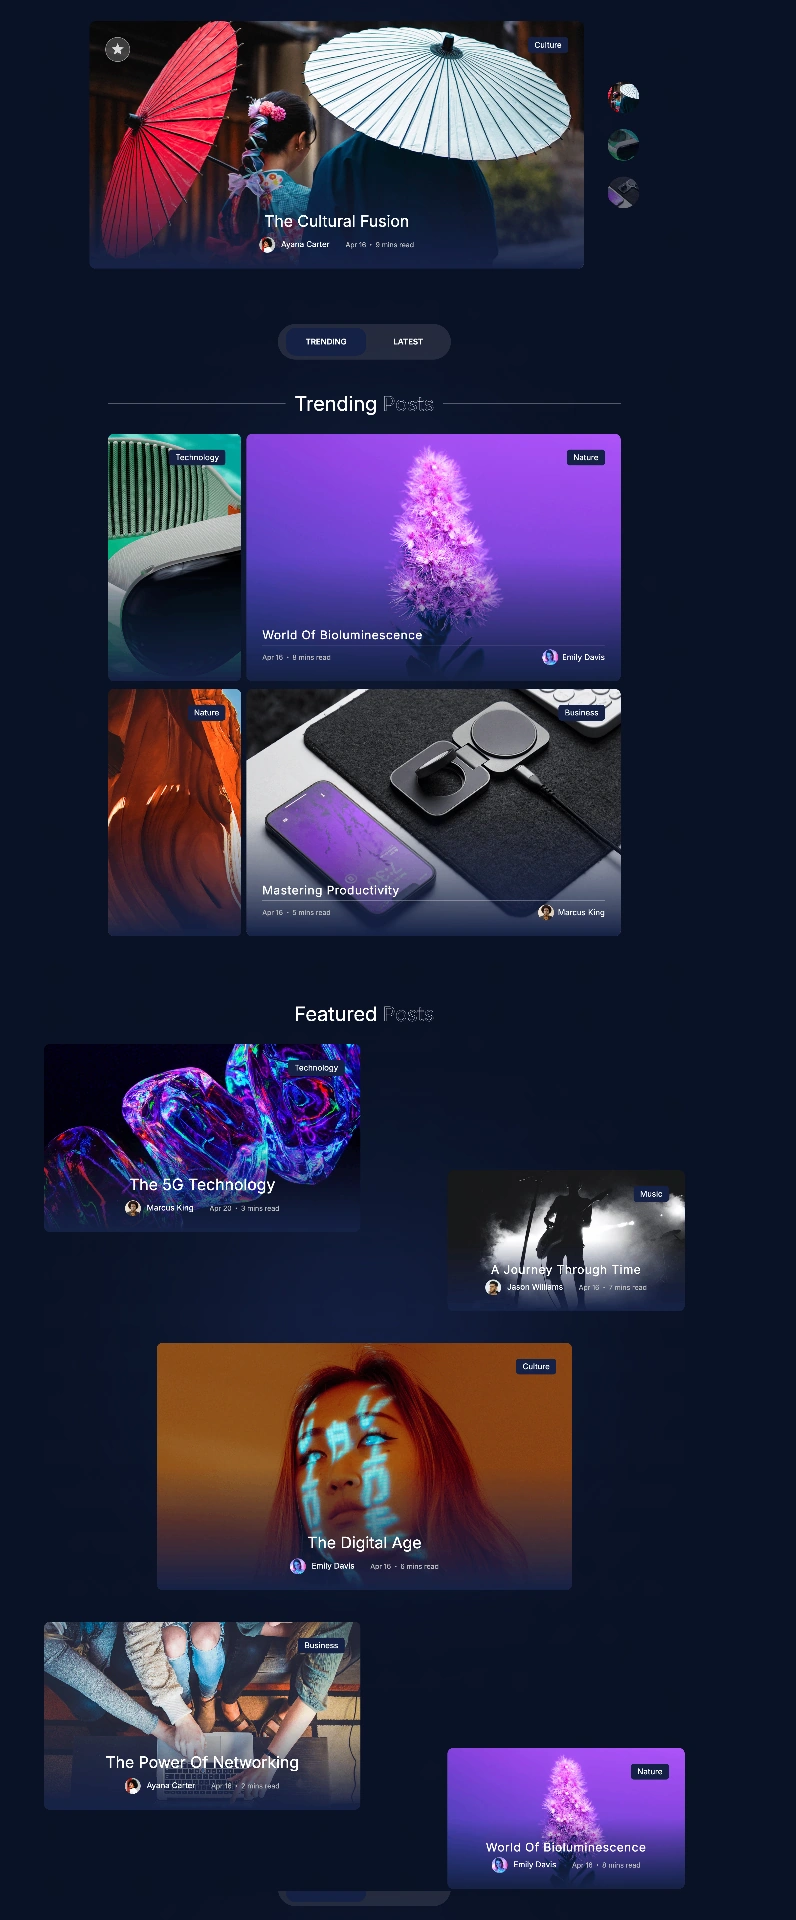 Culture
The Cultural Fusion
Ayana Carter Apr 16 • 9 mins read
TRENDING LATEST
Trending Posts
Technology
Nature
World Of Bioluminescence
Apr 16 • 8 mins read Emily Davis
Nature
Business
Mastering Productivity
Apr 16 • 5 mins read Marcus King
Featured Posts
Technology
The 5G Technology
Marcus King Apr 20 • 3 mins read
Music
A Journey Through Time
Jason Williams Apr 16 • 7 mins read
Culture
The Digital Age
Emily Davis Apr 16 • 6 mins read
Business
The Power Of Networking
Ayana Carter Apr 16 • 2 mins read
Nature
World Of Bioluminescence
Emily Davis Apr 16 • 8 mins read